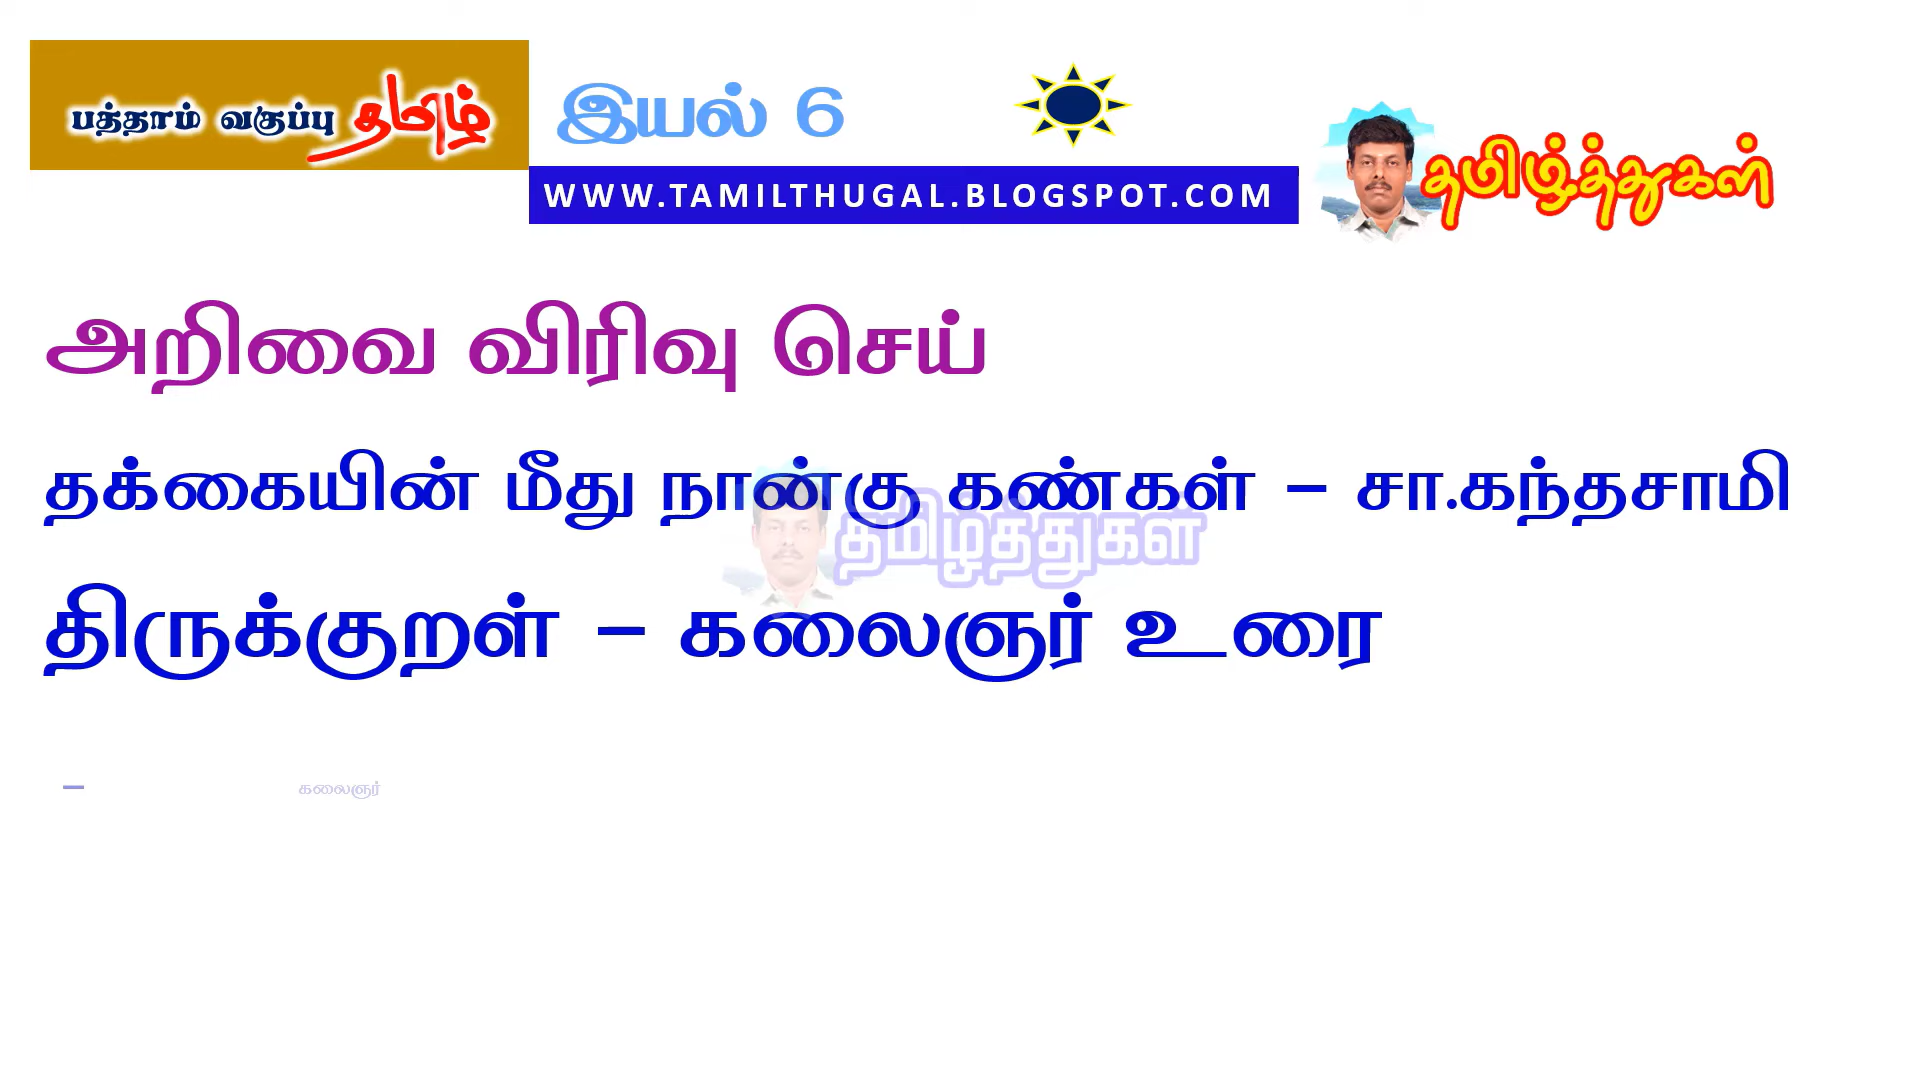 பத்தாம் வகுப்பு தமிழ்
இயல் 6
WWW.TAMILTHUGAL.BLOGSPOT.COM
தமிழ்த்துகள்
அறிவை விரிவு செய்
தக்கையின் மீது நான்கு கண்கள் – சா.கந்தசாமி
தமிழ்த்துகள்
திருக்குறள் – கலைஞர் உரை
– கலைஞர்